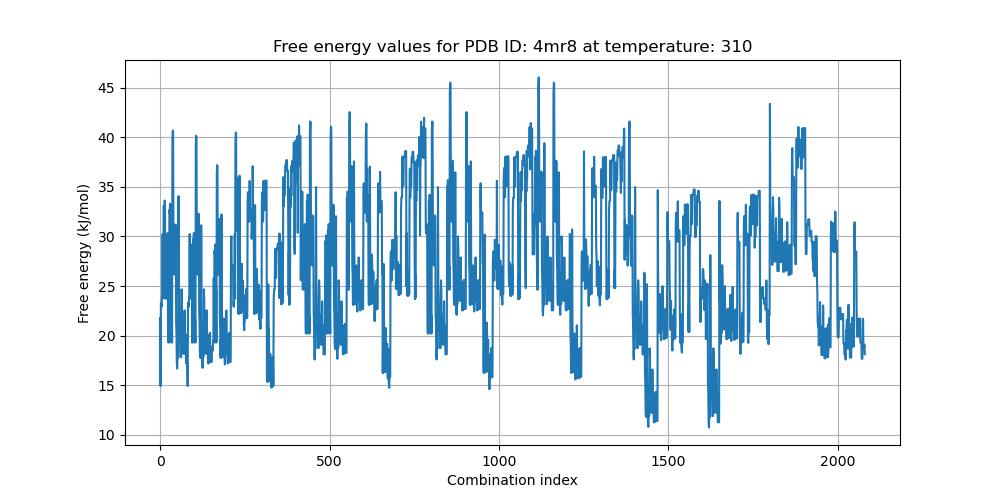 Free energy values for PDB ID: 4mr8 at temperature: 310
Free energy (kJ/mol)
45
40
35
30
25
20
15
10
0 500 1000 1500 2000
Combination index